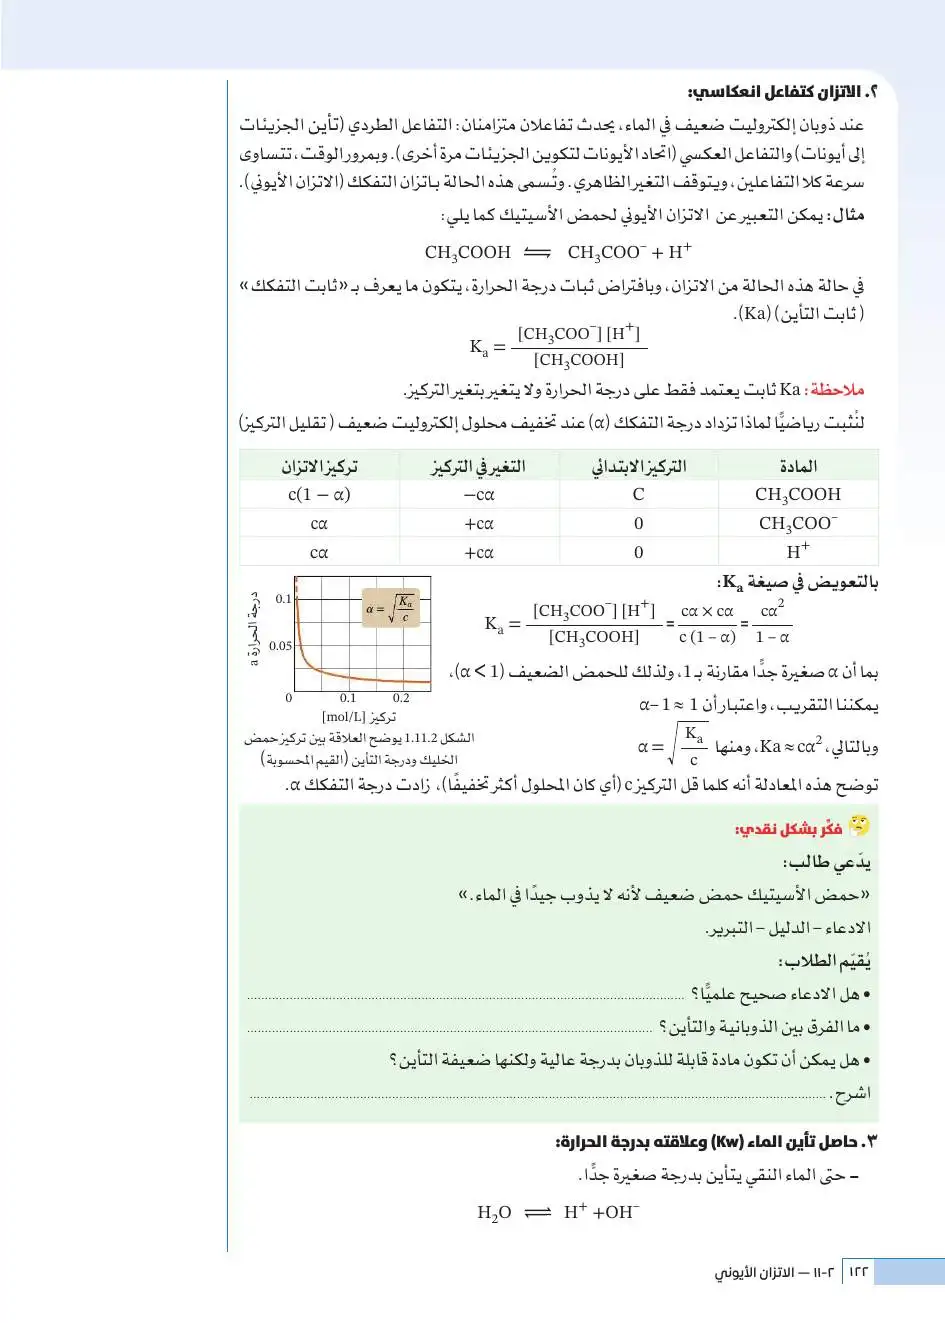 ٢. الاتزان كتفاعل انعكاسي:
عند ذوبان إلكتروليت ضعيف في الماء، يحدث تفاعلان متزامنان: التفاعل الطردي (تأين الجزيئات
إلى أيونات) والتفاعل العكسي (اتحاد الأيونات لتكوين الجزيئات مرة أخرى). وبمرور الوقت، تتساوى
سرعة كلا التفاعلين، ويتوقف التغير الظاهري. وتُسمى هذه الحالة باتزان التفكك (الاتزان الأيوني).
مثال: يمكن التعبير عن الاتزان الأيوني لحمض الأسيتيك كما يلي:
CH₃COOH ⇌ CH₃COO⁻ + H⁺
في حالة هذه الحالة من الاتزان، وبافتراض ثبات درجة الحرارة، يتكون ما يعرف بـ «ثابت التفكك»
(ثابت التأين) (Ka).
Kₐ = [CH₃COO⁻] [H⁺] / [CH₃COOH]
ملاحظة: Ka ثابت يعتمد فقط على درجة الحرارة ولا يتغير بتغير التركيز.
لنُثبت رياضيًّا لماذا تزداد درجة التفكك (α) عند تخفيف محلول إلكتروليت ضعيف (تقليل التركيز)
المادة التركيز الابتدائي التغير في التركيز تركيز الاتزان
CH₃COOH C −cα c(1 − α)
CH₃COO⁻ 0 +cα cα
H⁺ 0 +cα cα
بالتعويض في صيغة Kₐ:
Kₐ = [CH₃COO⁻] [H⁺] / [CH₃COOH] = cα × cα / c (1 − α) = cα² / 1 − α
بما أن α صغيرة جدًّا مقارنة بـ 1، ولذلك للحمض الضعيف (α < 1)،
يمكننا التقريب، واعتبار أن 1 ≈ 1 −α
وبالتالي، Ka ≈ cα²، ومنها α = √(Kₐ / c)
درجة الحرارة a
0.1
0.05
0
0.1
0.2
α = √(Kₐ / c)
تركيز [mol/L]
الشكل 1.11.2 يوضح العلاقة بين تركيز حمض
الخليك ودرجة التأين (القيم المحسوبة)
توضح هذه المعادلة أنه كلما قل التركيز c (أي كان المحلول أكثر تخفيفًا)، زادت درجة التفكك α.
فكّر بشكل نقدي:
يدّعي طالب:
«حمض الأسيتيك حمض ضعيف لأنه لا يذوب جيدًا في الماء.»
الادعاء – الدليل – التبرير.
يُقيّم الطلاب:
• هل الادعاء صحيح علميًّا؟ ........................
• ما الفرق بين الذوبانية والتأين؟ ........................
• هل يمكن أن تكون مادة قابلة للذوبان بدرجة عالية ولكنها ضعيفة التأين؟
اشرح. ........................
٣. حاصل تأين الماء (Kw) وعلاقته بدرجة الحرارة:
– حتى الماء النقي يتأين بدرجة صغيرة جدًّا.
H₂O ⇌ H⁺ +OH⁻
١٢٢ ٢-١١ — الاتزان الأيوني